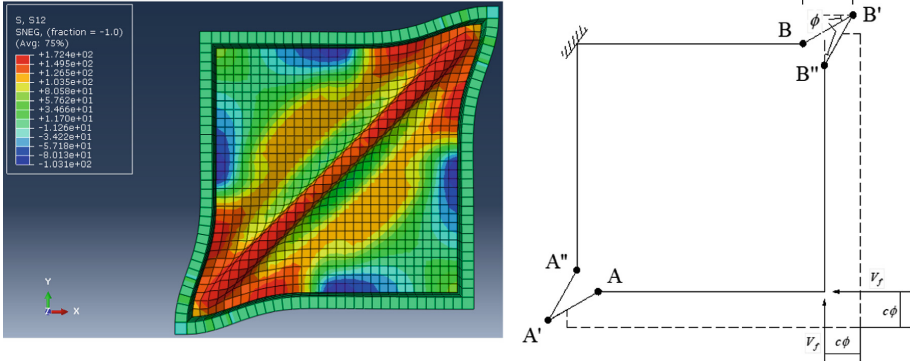 S, S12
SNEG, (fraction = -1.0)
(Avg: 75%)
+1.724e+02
+1.495e+02
+1.265e+02
+1.035e+02
+8.058e+01
+5.762e+01
+3.466e+01
+1.170e+01
-1.126e+01
-3.422e+01
-5.718e+01
-8.013e+01
-1.031e+02
Y
Z
X
ϕ
B'
B
B"
A"
A
A'
V_f
cϕ
V_f
cϕ